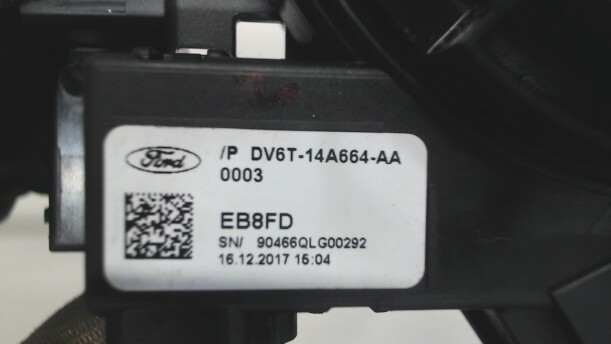 Ford
/P DV6T-14A664-AA
0003
EB8FD
SN/ 90466QLG00292
16.12.2017 15:04